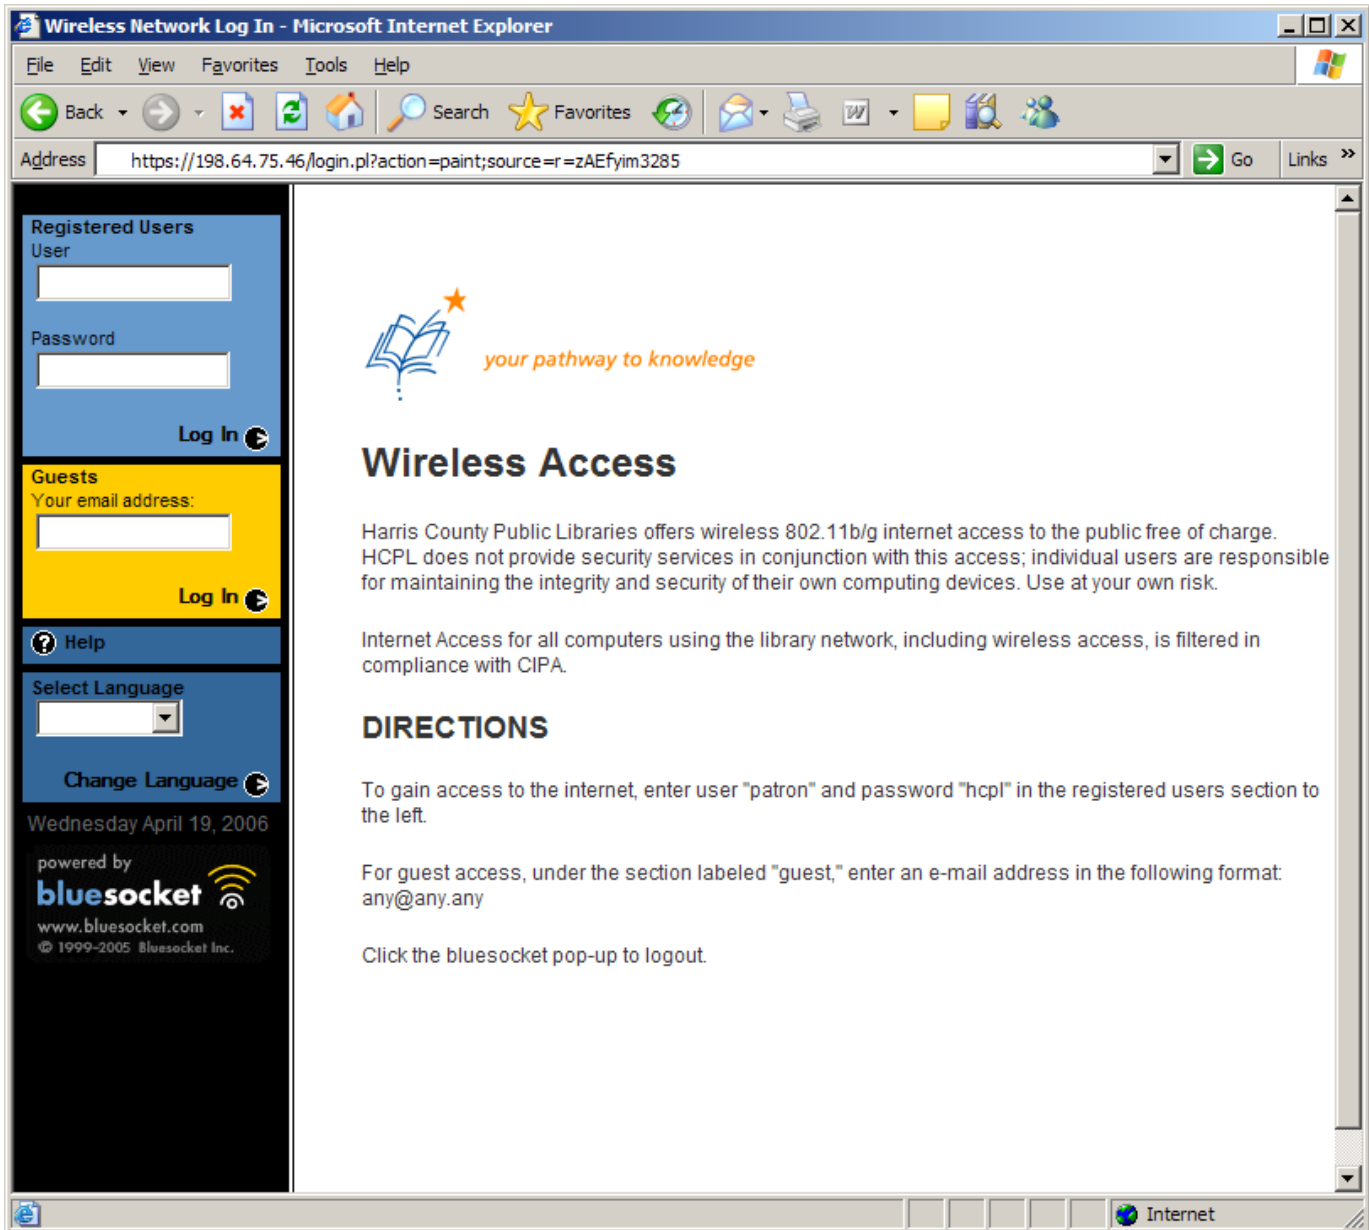 Wireless Network Log In - Microsoft Internet Explorer
File Edit View Favorites Tools Help
Back Search Favorites
Address https://198.64.75.46/login.pl?action=paint;source=r=zAEfyim3285 Go Links »
Registered Users
User
Password
Log In
Guests
Your email address:
Log In
Help
Select Language
Change Language
Wednesday April 19, 2006
powered by
bluesocket
www.bluesocket.com
© 1999-2005 Bluesocket Inc.
your pathway to knowledge
Wireless Access
Harris County Public Libraries offers wireless 802.11b/g internet access to the public free of charge.
HCPL does not provide security services in conjunction with this access; individual users are responsible
for maintaining the integrity and security of their own computing devices. Use at your own risk.
Internet Access for all computers using the library network, including wireless access, is filtered in
compliance with CIPA.
DIRECTIONS
To gain access to the internet, enter user "patron" and password "hcpl" in the registered users section to
the left.
For guest access, under the section labeled "guest," enter an e-mail address in the following format:
any@any.any
Click the bluesocket pop-up to logout.
Internet